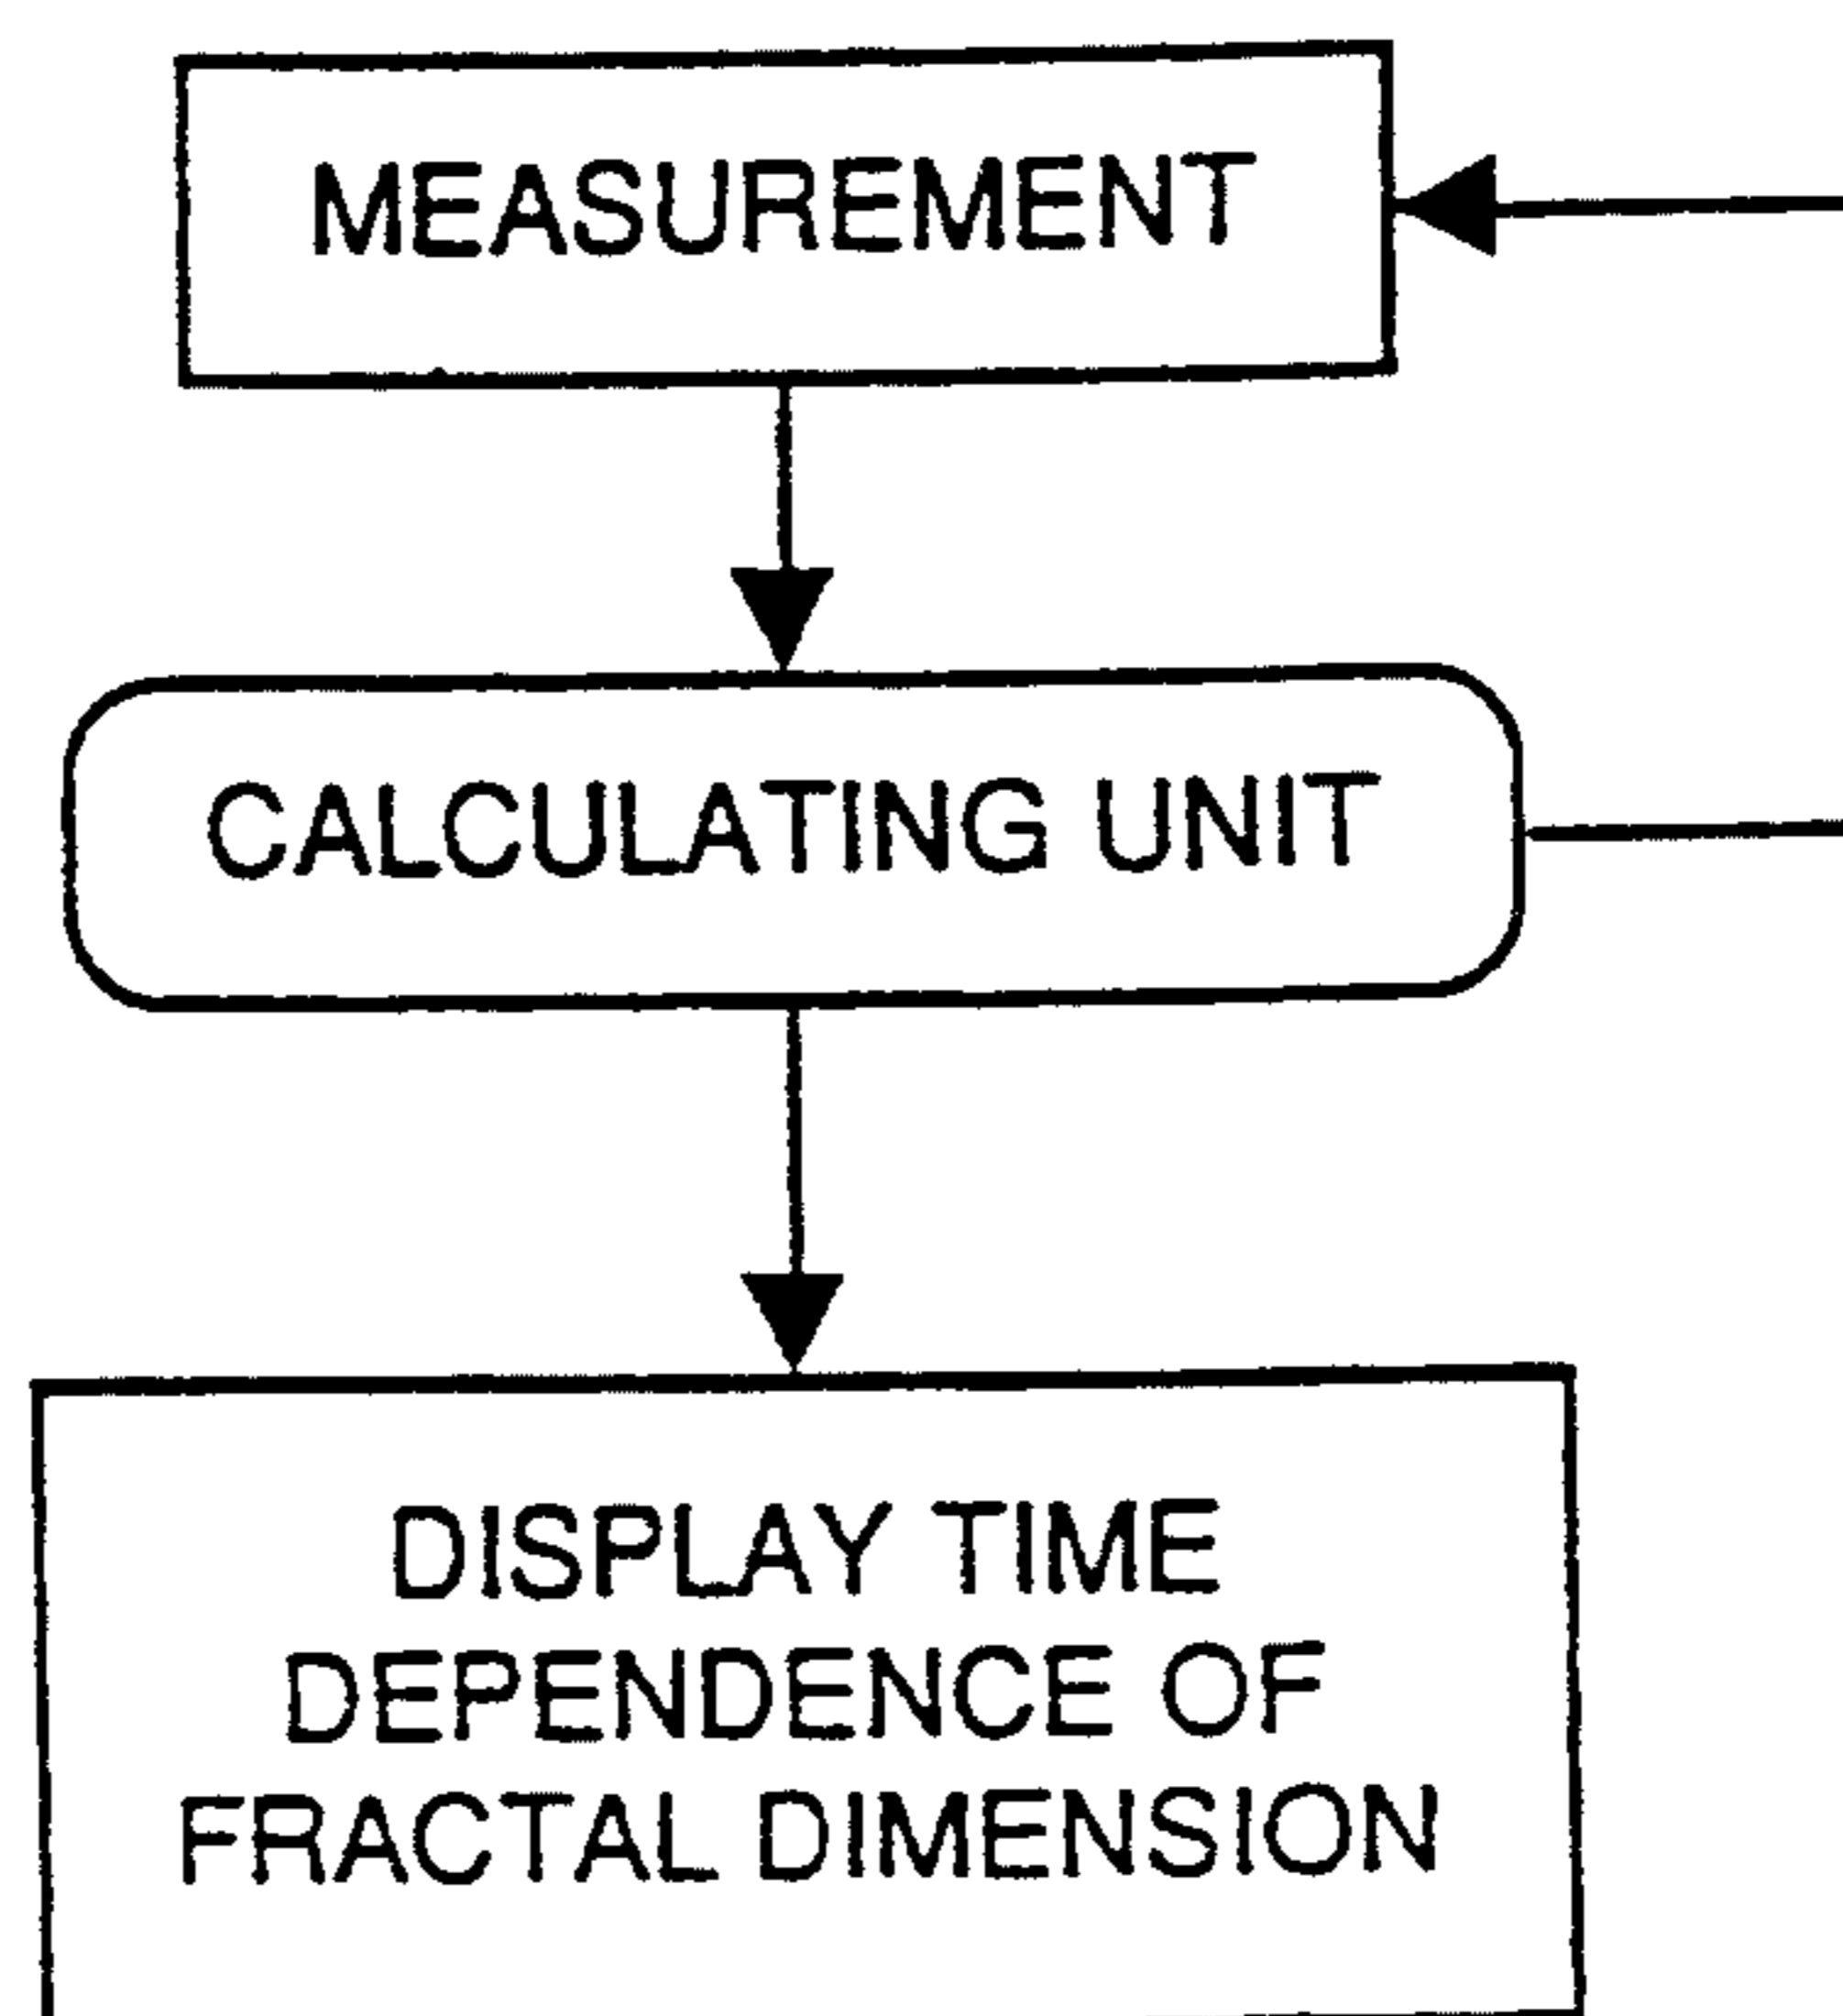 MEASUREMENT
CALCULATING UNIT
DISPLAY TIME
DEPENDENCE OF
FRACTAL DIMENSION